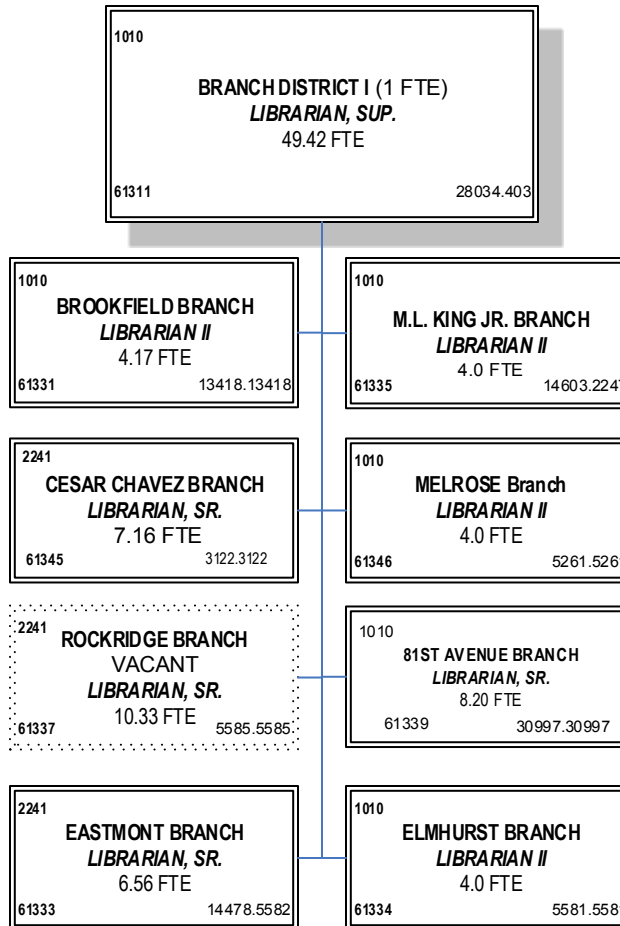 1010
BRANCH DISTRICT I (1 FTE)
LIBRARIAN, SUP.
49.42 FTE
61311 28034.403
1010
BROOKFIELD BRANCH
LIBRARIAN II
4.17 FTE
61331 13418.13418
1010
M.L. KING JR. BRANCH
LIBRARIAN II
4.0 FTE
61335
2241
CESAR CHAVEZ BRANCH
LIBRARIAN, SR.
7.16 FTE
61345 3122.3122
1010
MELROSE Branch
LIBRARIAN II
4.0 FTE
61346
2241
ROCKRIDGE BRANCH
VACANT
LIBRARIAN, SR.
10.33 FTE
61337 5585.5585
1010
81ST AVENUE BRANCH
LIBRARIAN, SR.
8.20 FTE
61339 30997.30997
2241
EASTMONT BRANCH
LIBRARIAN, SR.
6.56 FTE
61333 14478.5582
1010
ELMHURST BRANCH
LIBRARIAN II
4.0 FTE
61334